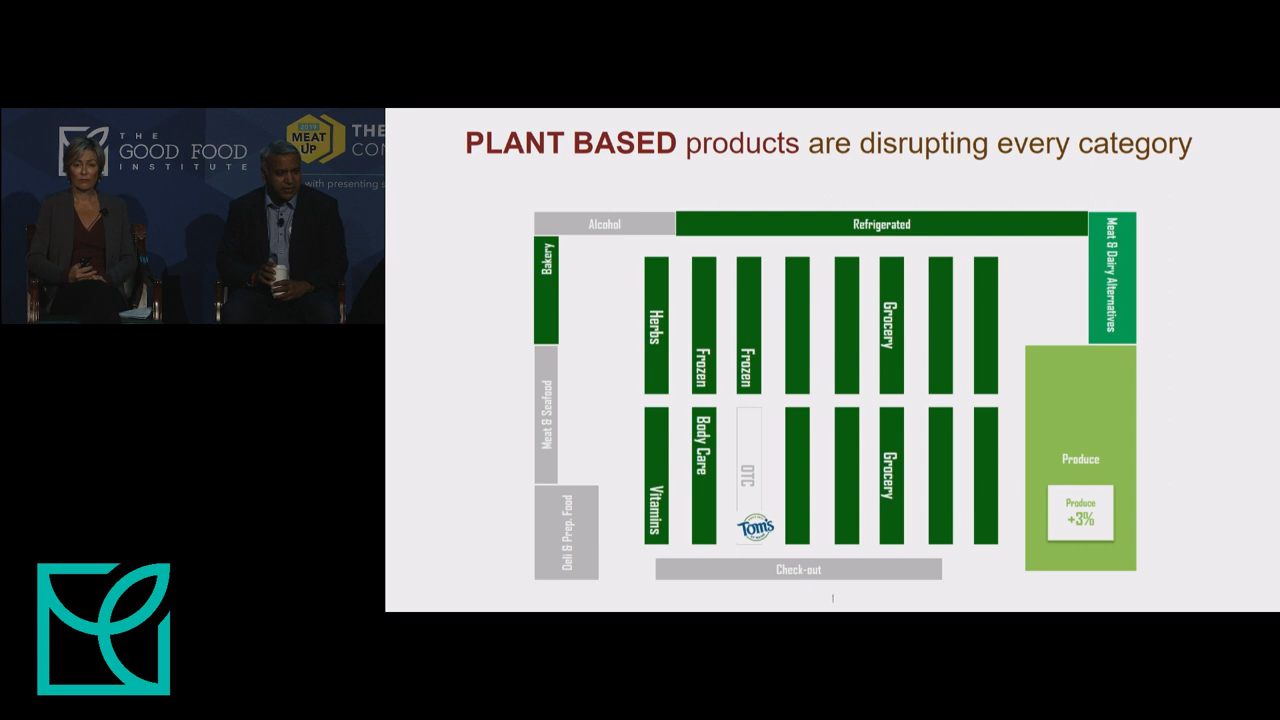 THE
GOOD FOOD
INSTITUTE
2019
MEAT
UP
THE
CON
with presenting s
PLANT BASED products are disrupting every category
Alcohol
Refrigerated
Meat & Dairy Alternatives
Bakery
Herbs
Frozen
Frozen
Grocery
Meat & Seafood
Body Care
OTC
Grocery
Produce
Vitamins
Deli & Prep. Food
Produce
+3%
Tom's
Check-out